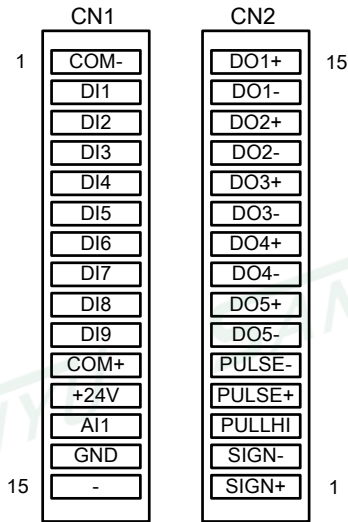 CN1 CN2
1 COM- DO1+ 15
DI1 DO1-
DI2 DO2+
DI3 DO2-
DI4 DO3+
DI5 DO3-
DI6 DO4+
DI7 DO4-
DI8 DO5+
DI9 DO5-
COM+ PULSE-
+24V PULSE+
AI1 PULLHI
GND SIGN-
15 - SIGN+ 1